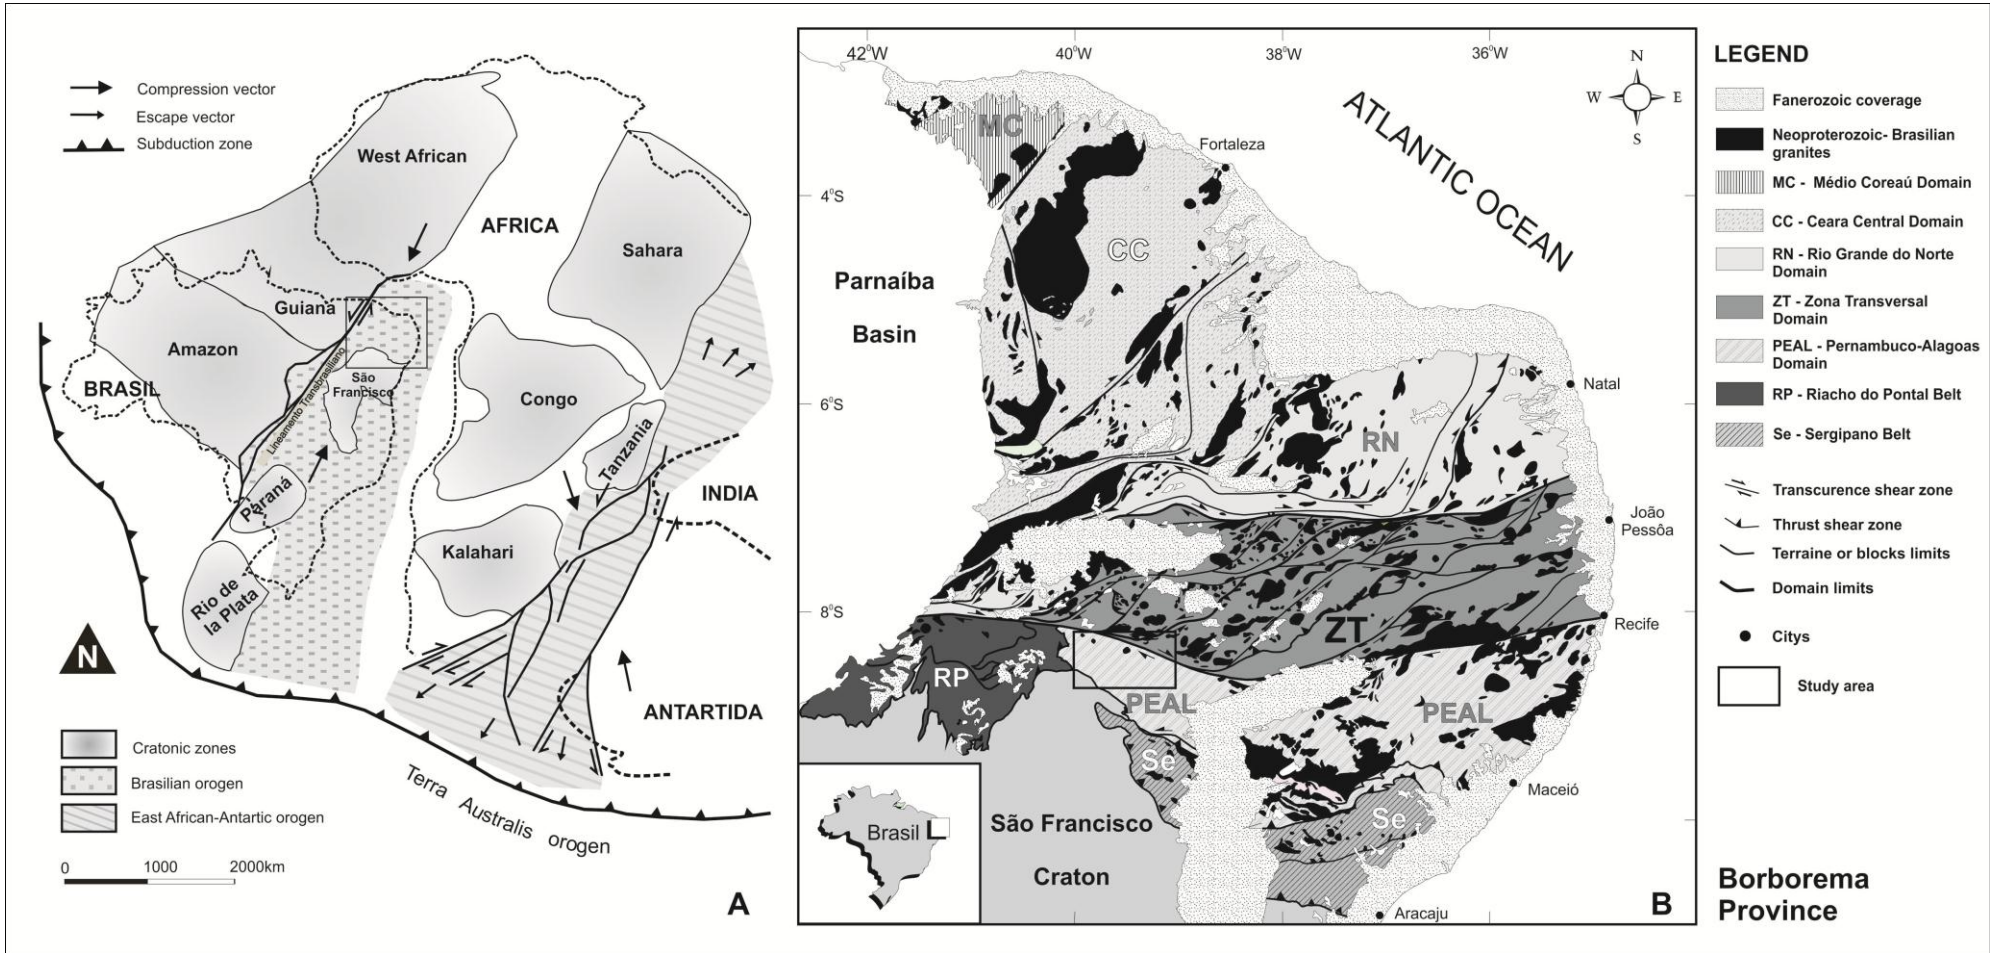 Compression vector
Escape vector
Subduction zone
West African
AFRICA
Sahara
Guiana
Amazon
BRASIL
Lineamento Transbrasiliano
São
Francisco
Congo
Tanzania
Paraná
INDIA
Kalahari
Rio de
la Plata
N
ANTARTIDA
Cratonic zones
Brasilian orogen
East African-Antartic orogen
Terra Australis orogen
0 1000 2000km
A
42°W 40°W 38°W 36°W
4°S
6°S
8°S
N
W E
S
MC
Fortaleza
ATLANTIC OCEAN
CC
Parnaíba
Basin
Natal
RN
João
Pessôa
ZT
Recife
RP
PEAL
PEAL
Se
Maceió
Se
São Francisco
Craton
Brasil
Aracaju
B
LEGEND
Fanerozoic coverage
Neoproterozoic- Brasilian
granites
MC - Médio Coreaú Domain
CC - Ceara Central Domain
RN - Rio Grande do Norte
Domain
ZT - Zona Transversal
Domain
PEAL - Pernambuco-Alagoas
Domain
RP - Riacho do Pontal Belt
Se - Sergipano Belt
Transcurence shear zone
Thrust shear zone
Terraine or blocks limits
Domain limits
Citys
Study area
Borborema
Province